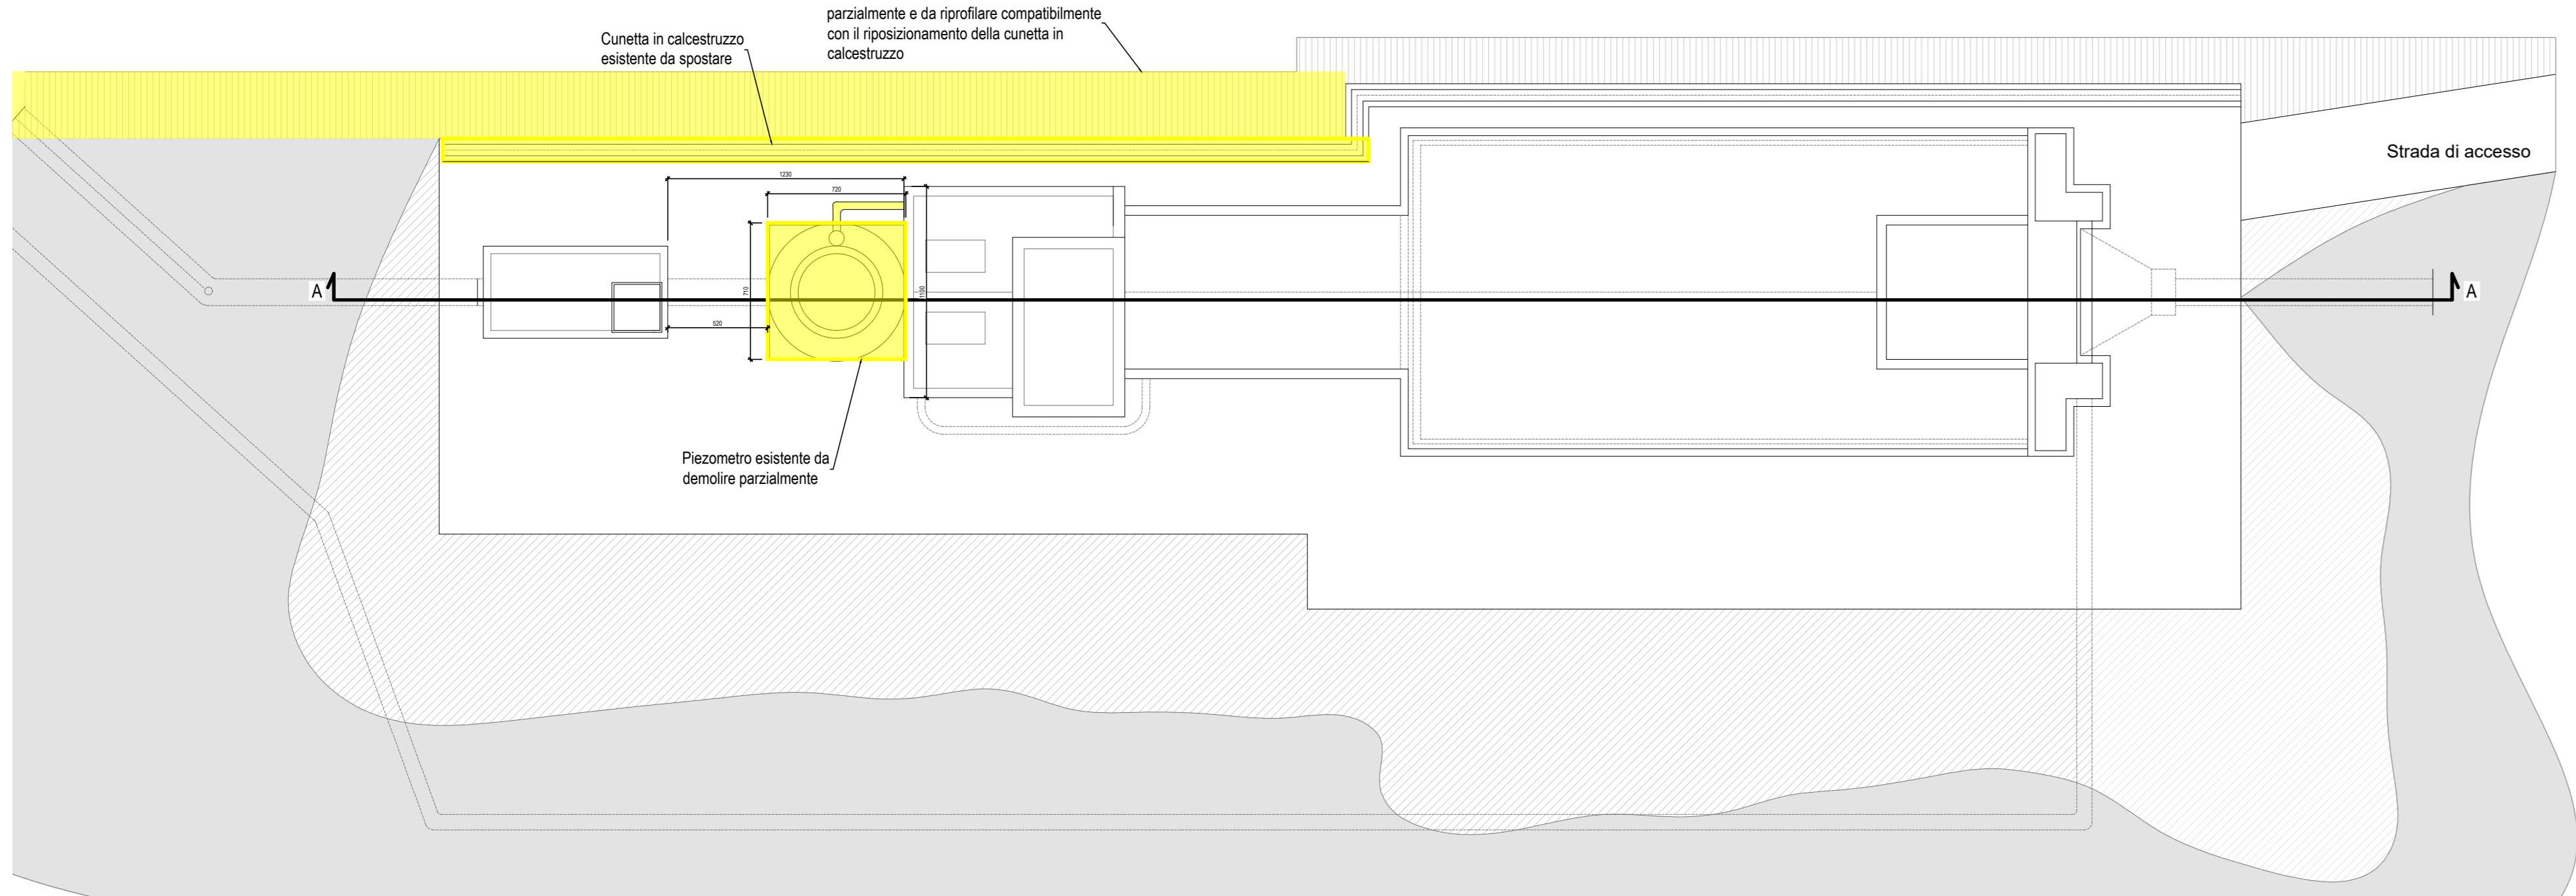 parzialmente e da riprofilare compatibilmente
con il riposizionamento della cunetta in
calcestruzzo
Cunetta in calcestruzzo
esistente da spostare
Strada di accesso
1230
720
710
1100
520
A
A
Piezometro esistente da
demolire parzialmente